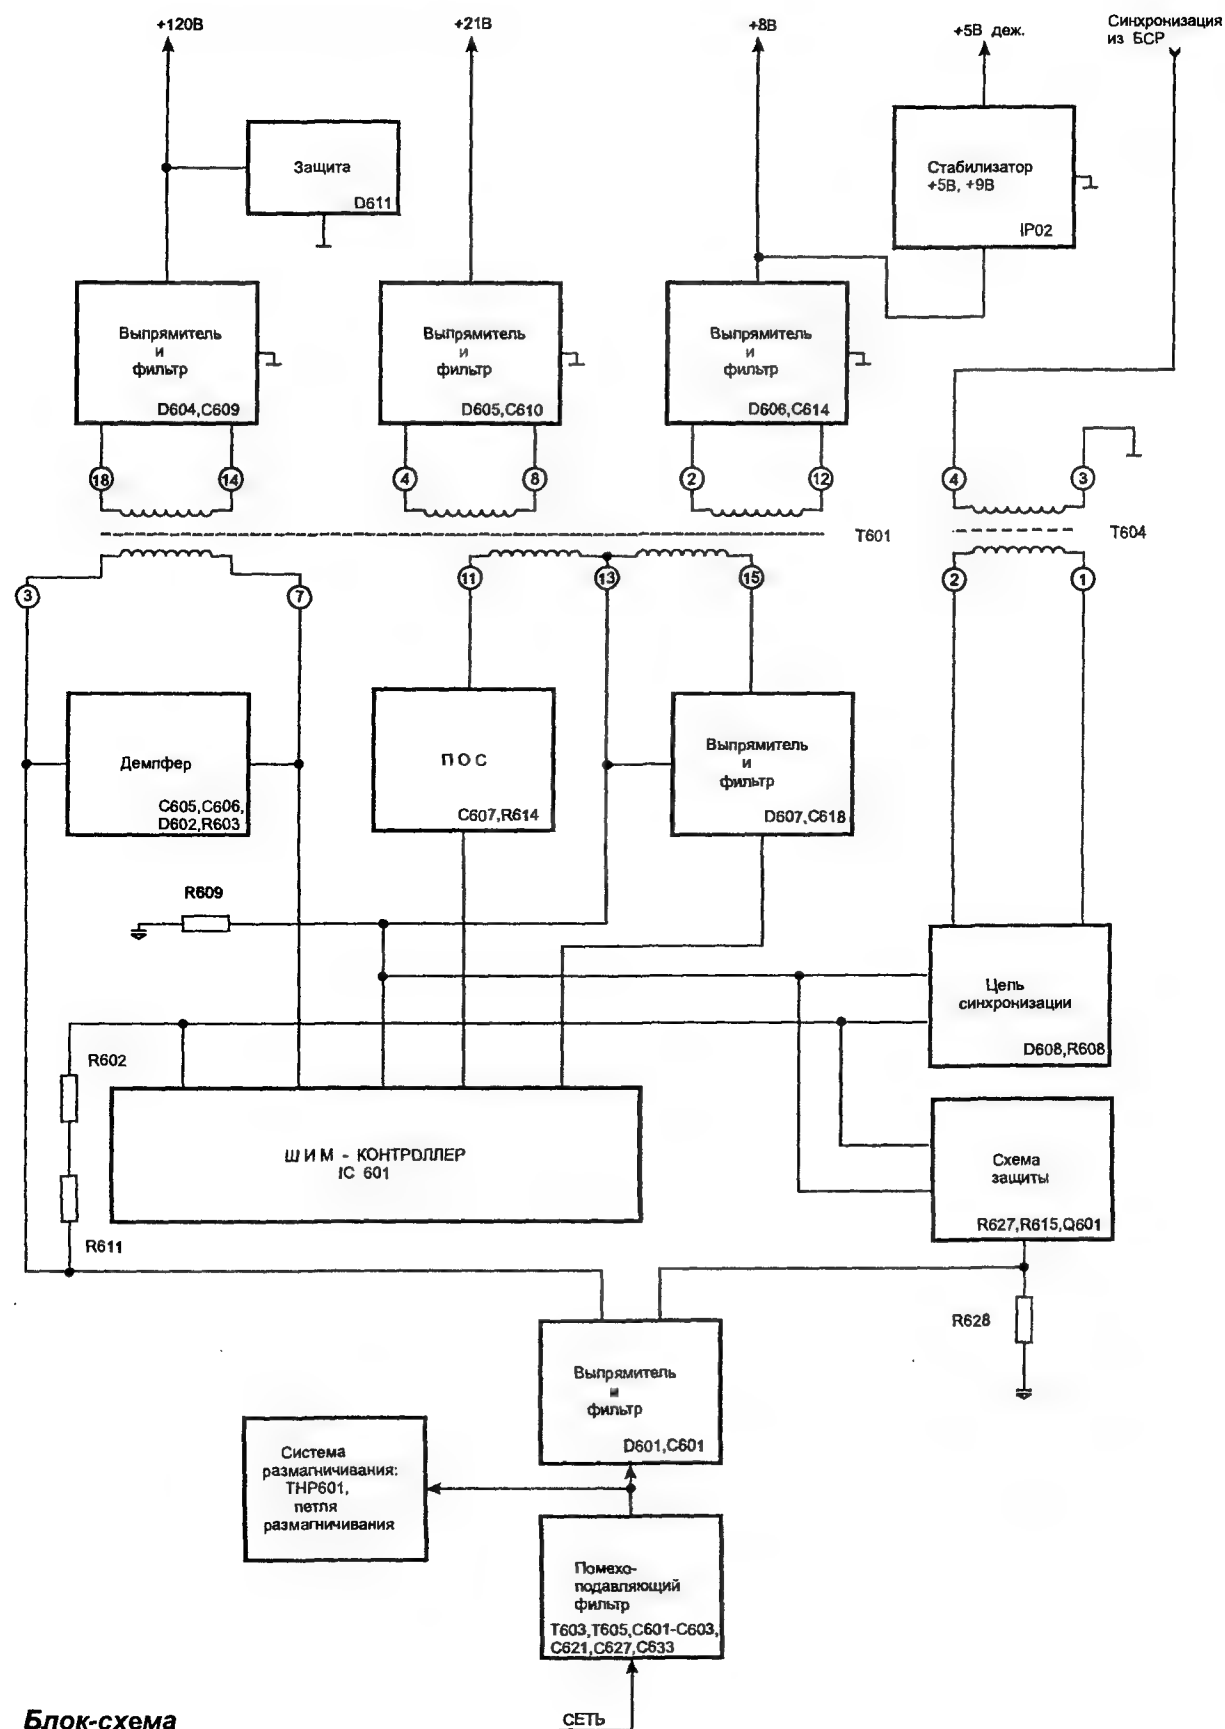 +120В
+21В
+8В
+5В деж.
Синхронизация
из БСР
Защита
D611
Стабилизатор
+5В, +9В
IP02
Выпрямитель
и
фильтр
D604,C609
Выпрямитель
и
фильтр
D605,C610
Выпрямитель
и
фильтр
D606,C614
18
14
4
8
2
12
4
3
T601
T604
3
7
11
13
15
2
1
Демпфер
C605,C606,
D602,R603
ПОС
C607,R614
Выпрямитель
и
фильтр
D607,C618
R609
Цепь
синхронизации
D608,R608
R602
ШИМ - КОНТРОЛЛЕР
IC 601
Схема
защиты
R627,R615,Q601
R611
R628
Выпрямитель
и
фильтр
D601,C601
Система
размагничивания:
THP601,
петля
размагничивания
Помехо-
подавляющий
фильтр
T603,T605,C601-C603,
C621,C627,C633
СЕТЬ
Блок-схема